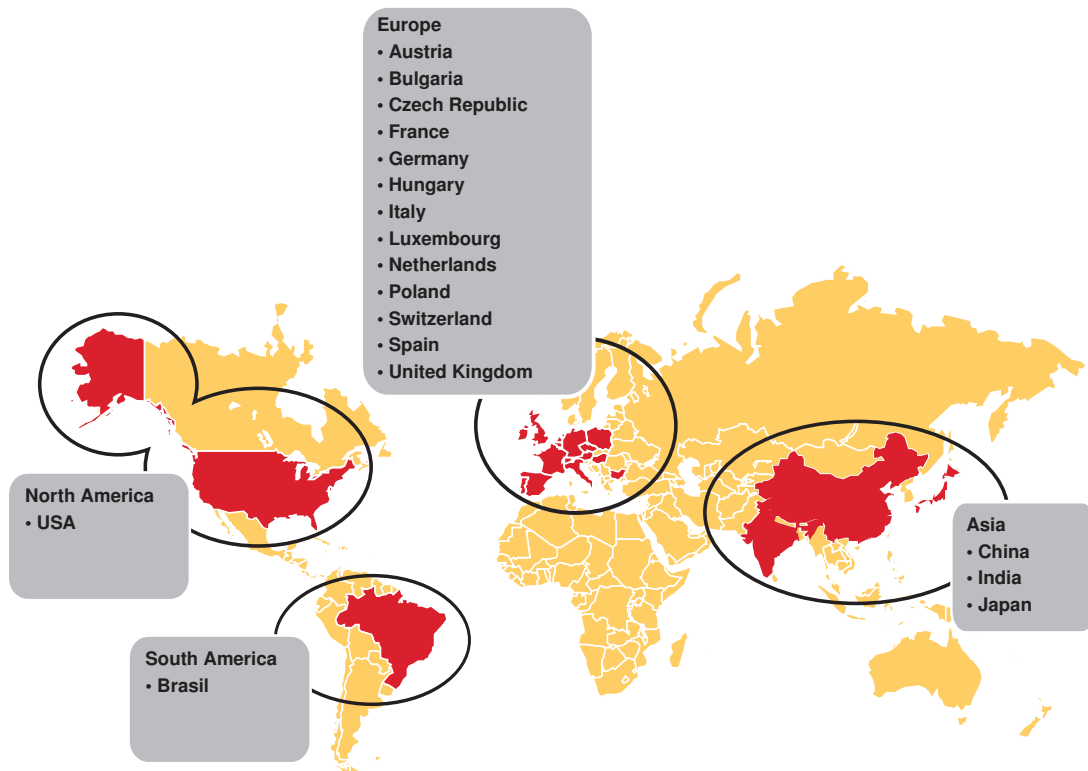 Europe
• Austria
• Bulgaria
• Czech Republic
• France
• Germany
• Hungary
• Italy
• Luxembourg
• Netherlands
• Poland
• Switzerland
• Spain
• United Kingdom
North America
• USA
Asia
• China
• India
• Japan
South America
• Brasil